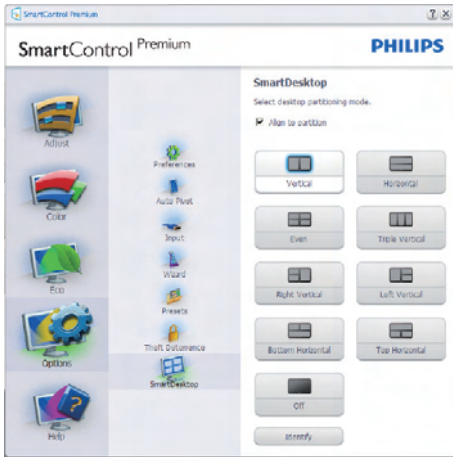 SmartControl Premium
SmartControl Premium
PHILIPS
Adjust
Color
Eco
Options
Help
Preferences
Auto Pivot
Input
Wizard
Presets
Theft Deterrence
SmartDesktop
SmartDesktop
Select desktop partitioning mode.
Align to partition
Vertical
Horizontal
Even
Triple Vertical
Right Vertical
Left Vertical
Bottom Horizontal
Top Horizontal
Off
Identify